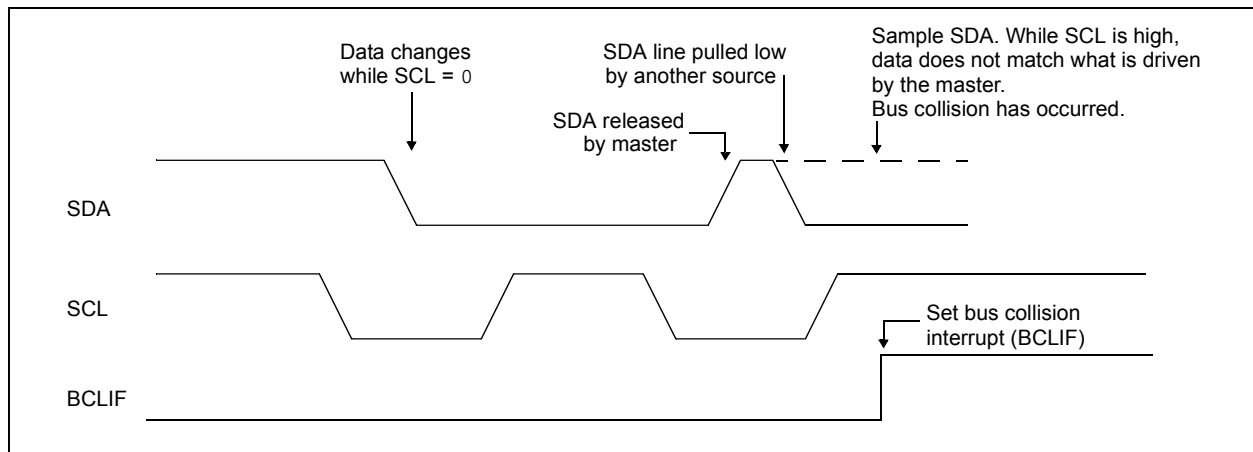 Data changes
while SCL = 0
SDA line pulled low
by another source
Sample SDA. While SCL is high,
data does not match what is driven
by the master.
Bus collision has occurred.
SDA released
by master
SDA
SCL
Set bus collision
interrupt (BCLIF)
BCLIF